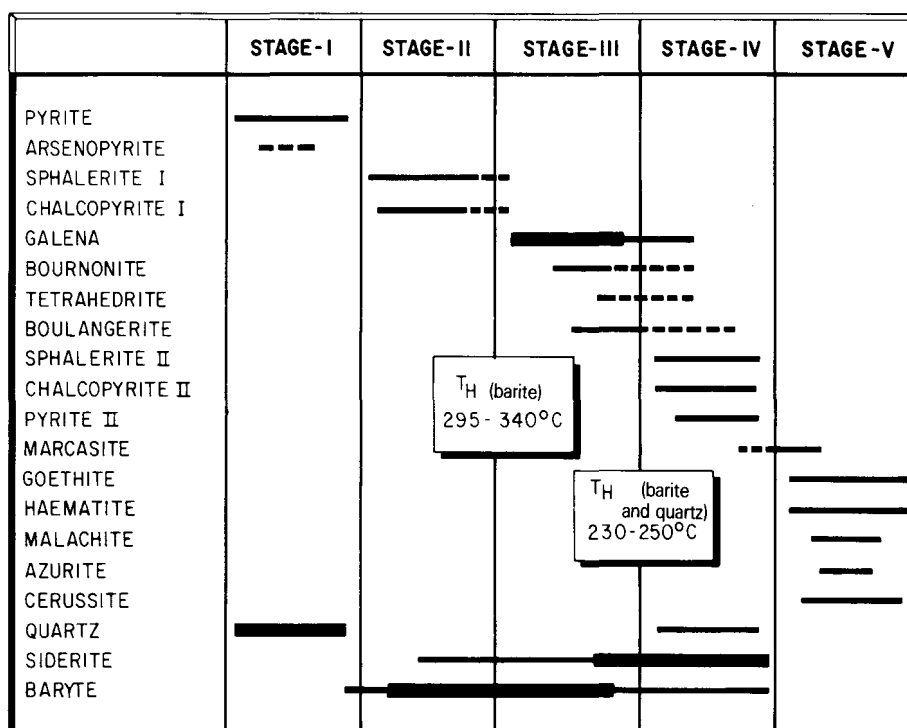 STAGE-I STAGE-II STAGE-III STAGE-IV STAGE-V
PYRITE
ARSENOPYRITE
SPHALERITE I
CHALCOPYRITE I
GALENA
BOURNONITE
TETRAHEDRITE
BOULANGERITE
SPHALERITE II
CHALCOPYRITE II
PYRITE II
MARCASITE
GOETHITE
HAEMATITE
MALACHITE
AZURITE
CERUSSITE
QUARTZ
SIDERITE
BARYTE
TH (barite)
295-340°C
TH (barite
and quartz)
230-250°C